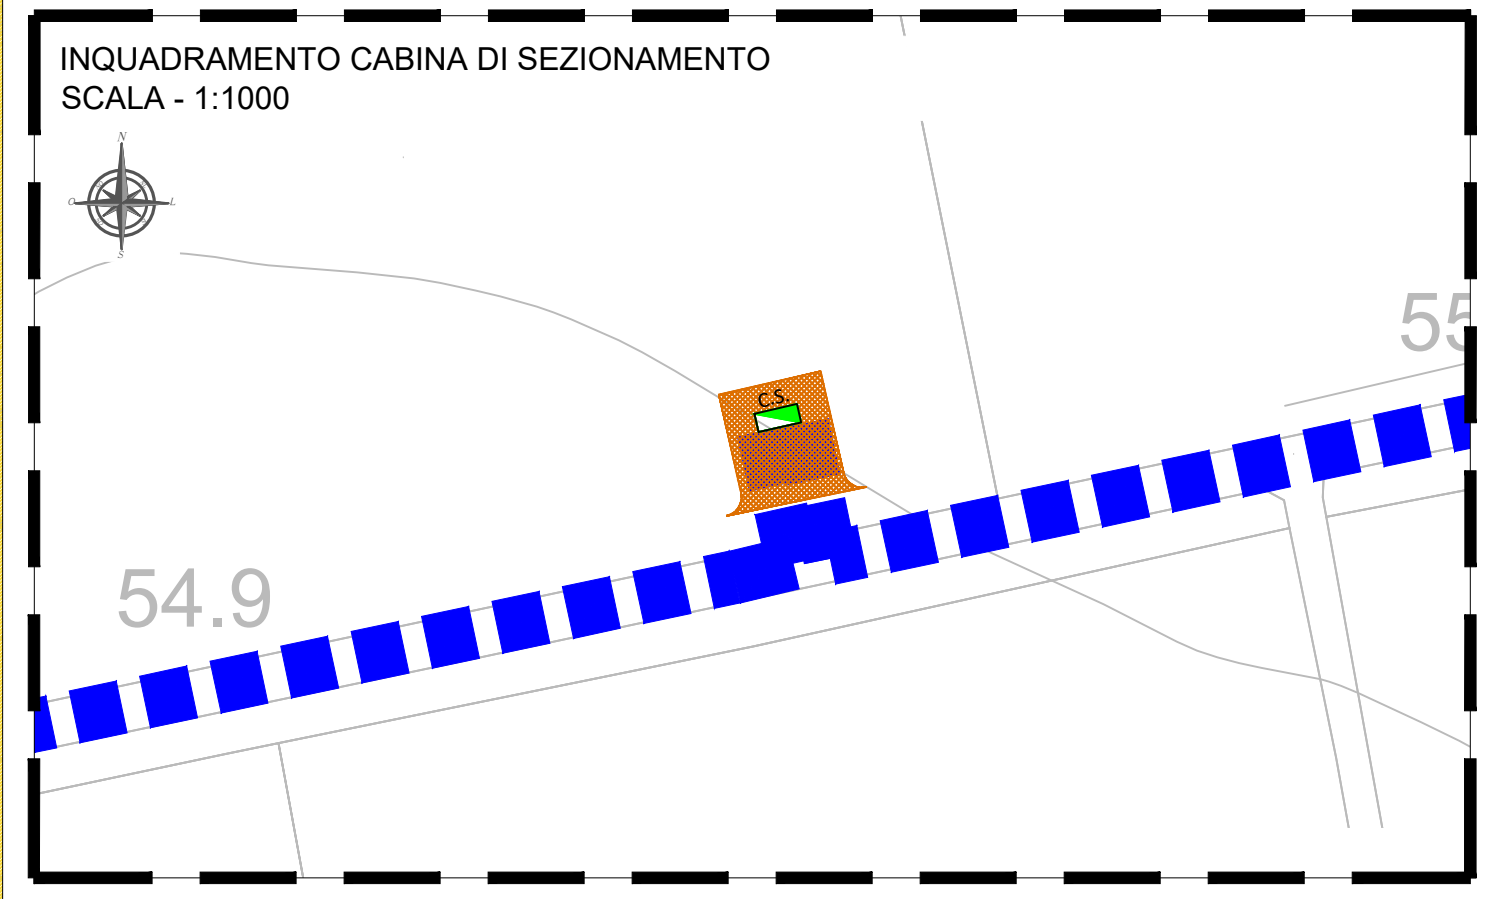 INQUADRAMENTO CABINA DI SEZIONAMENTO
SCALA - 1:1000
N
O
L
S
55
C.S.
54.9